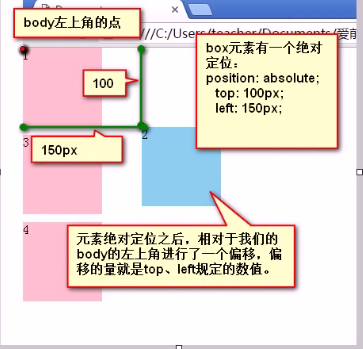 body左上角的点
///C:/Users/teacher/Documents/爱前
1
box元素有一个绝对
定位：
position: absolute;
top: 100px;
left: 150px;
100
150px
2
3
4
元素绝对定位之后，相对于我们的
body的左上角进行了一个偏移，偏
移的量就是top、left规定的数值。